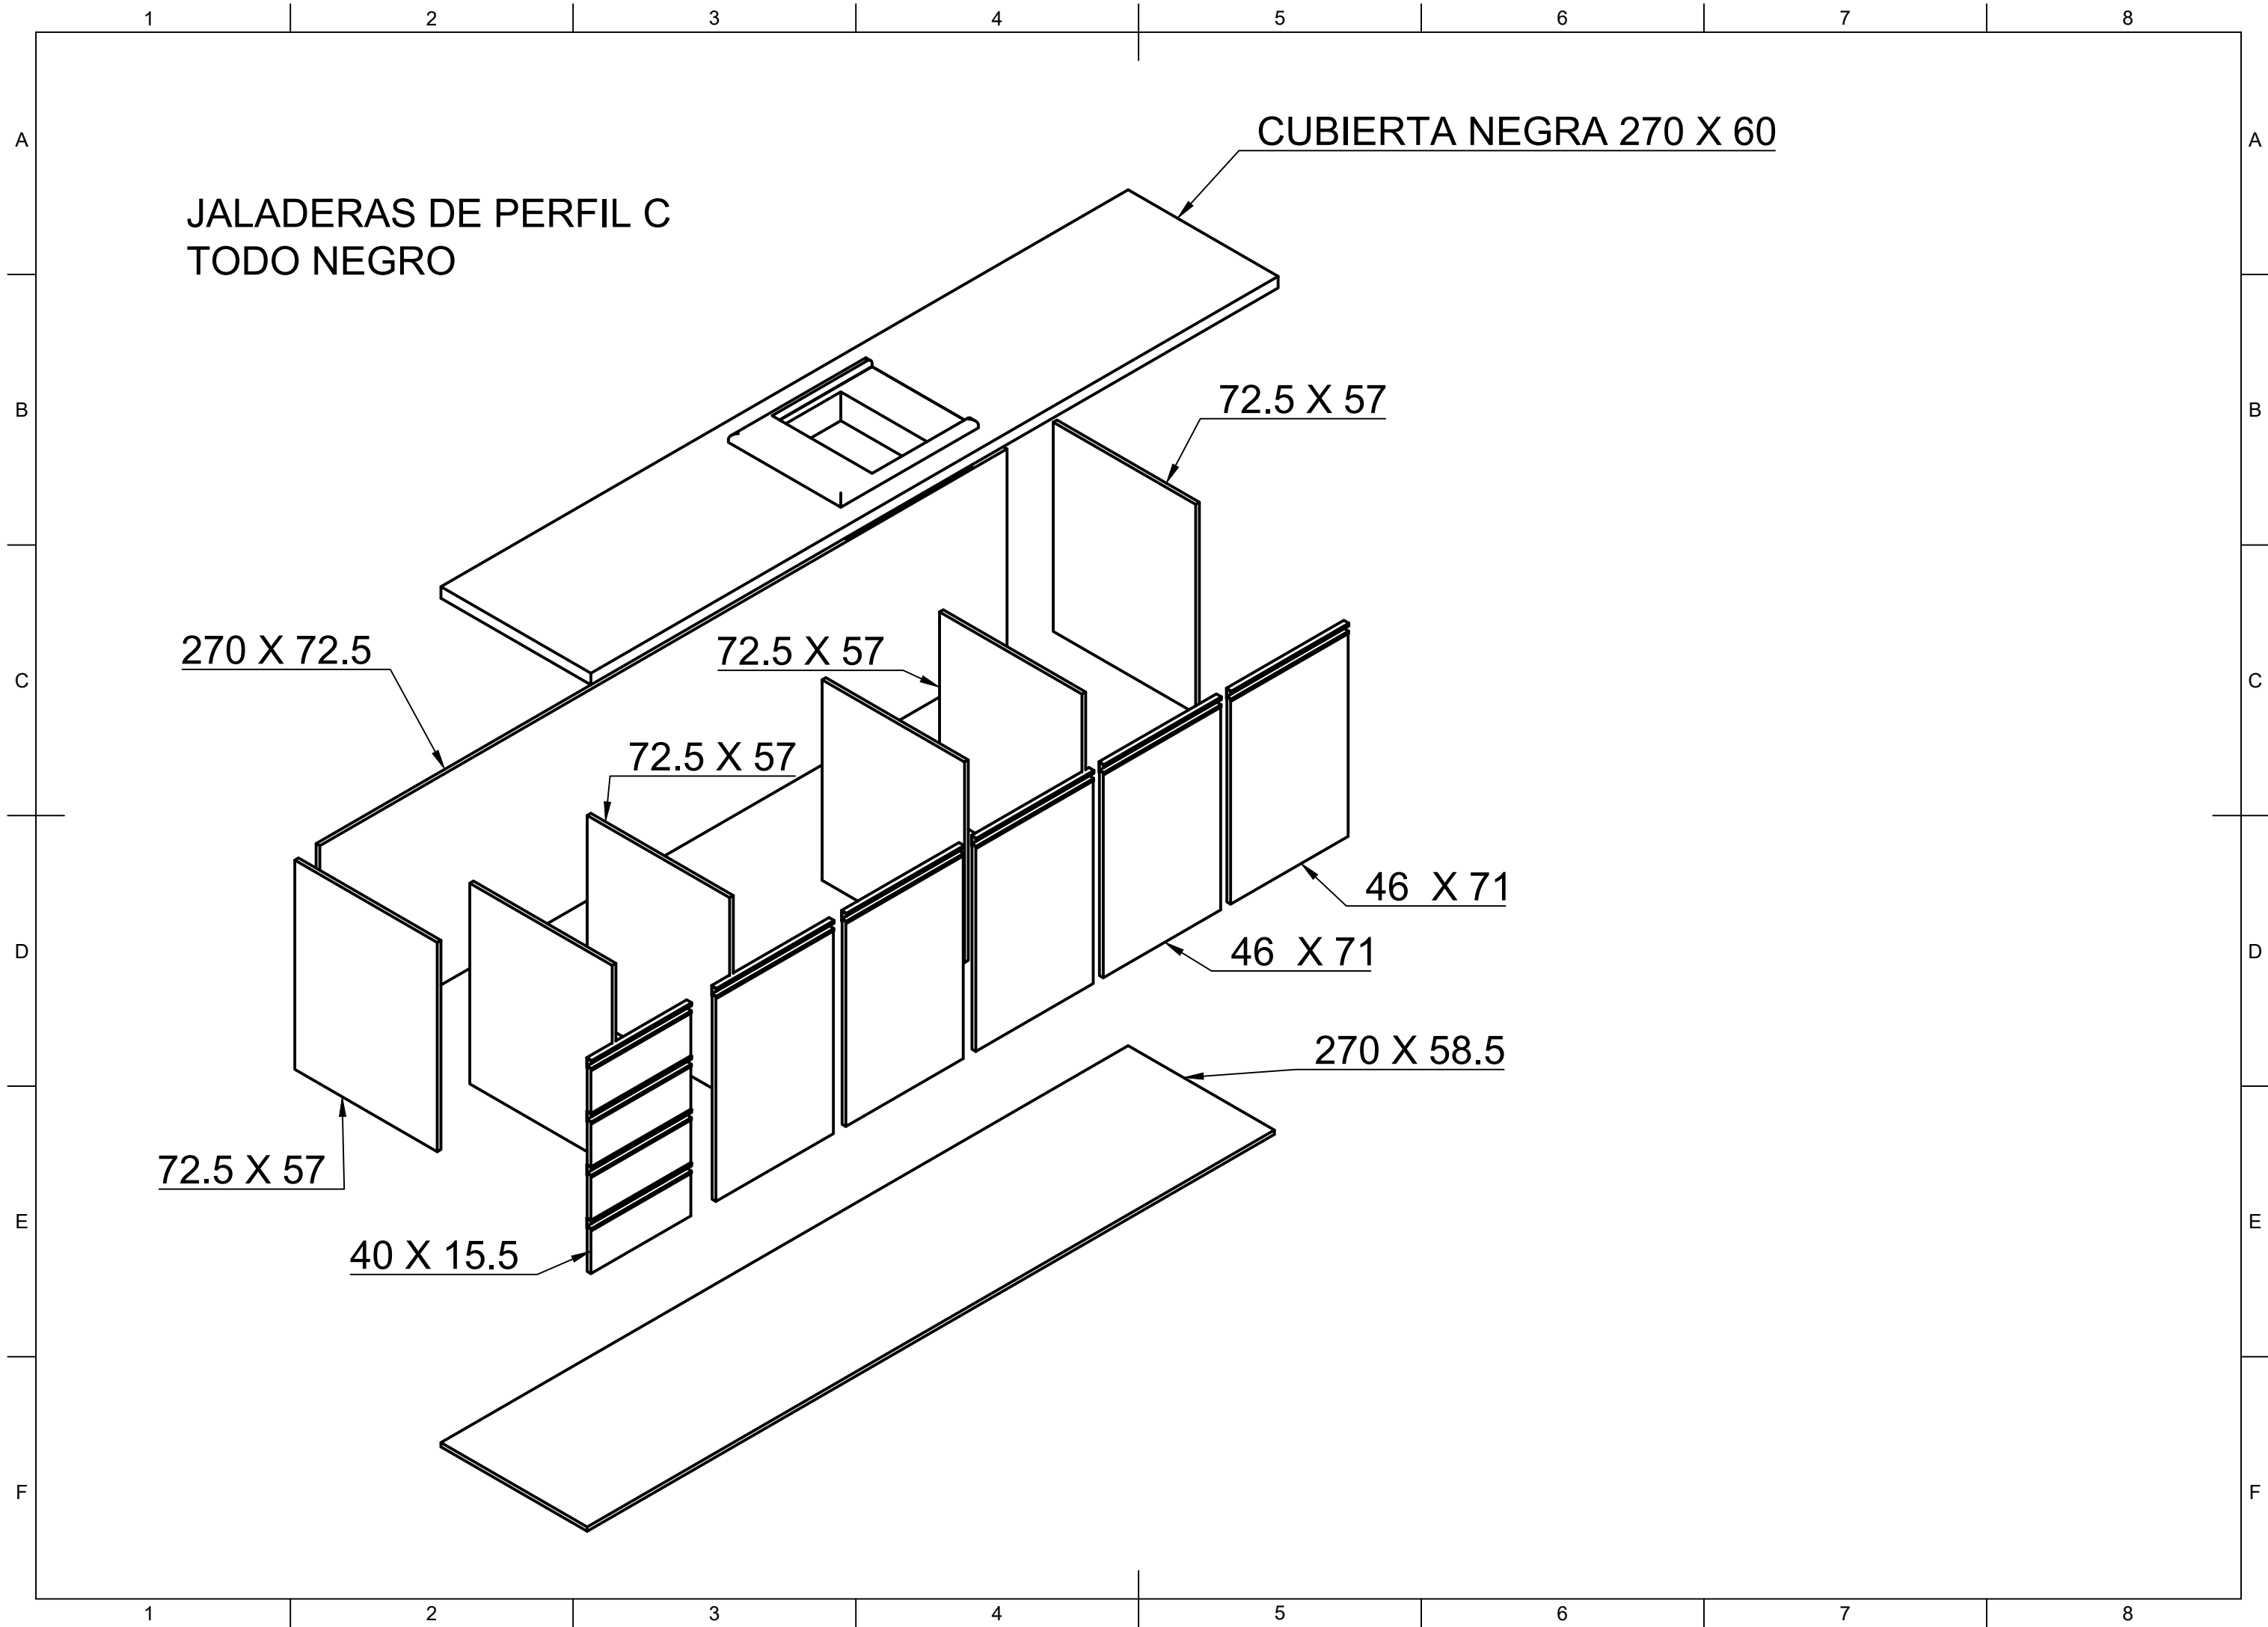 1 2 3 4 5 6 7 8
A A
CUBIERTA NEGRA 270 X 60
JALADERAS DE PERFIL C
TODO NEGRO
B B
72.5 X 57
270 X 72.5
72.5 X 57
C C
72.5 X 57
46  X 71
46  X 71
D D
270 X 58.5
72.5 X 57
E E
40 X 15.5
F F
1 2 3 4 5 6 7 8